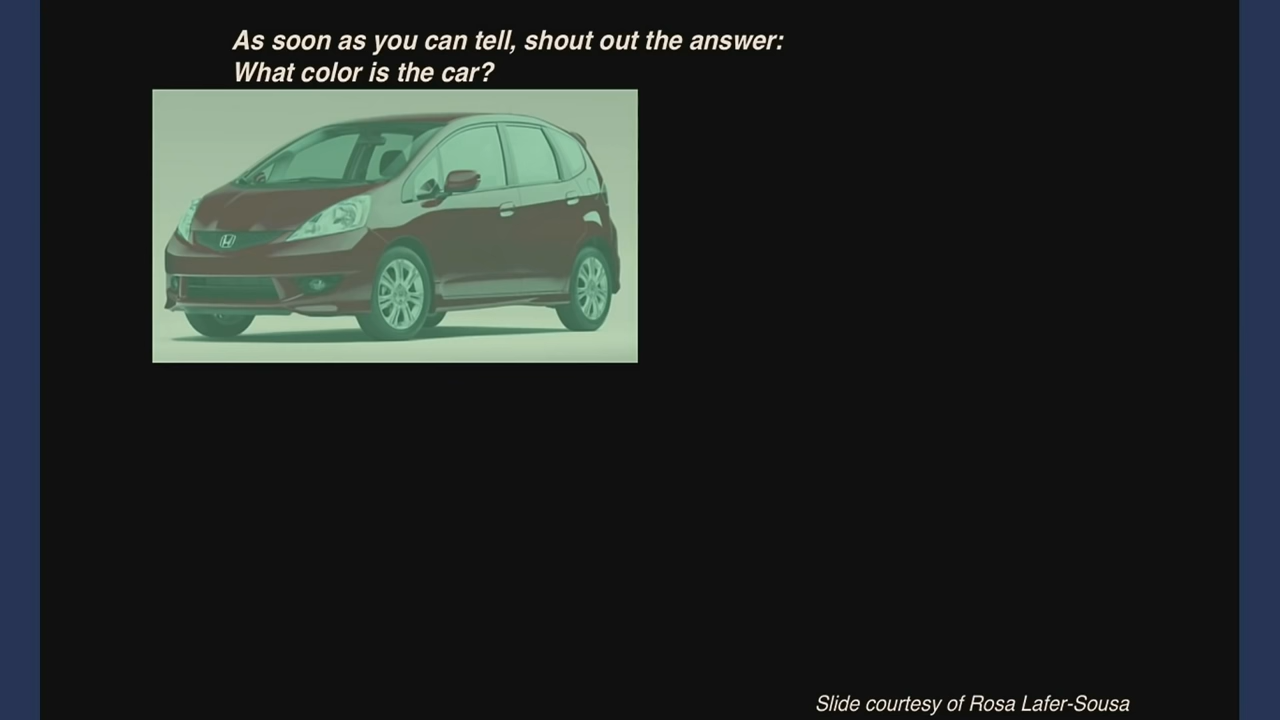 As soon as you can tell, shout out the answer:
What color is the car?
Slide courtesy of Rosa Lafer-Sousa